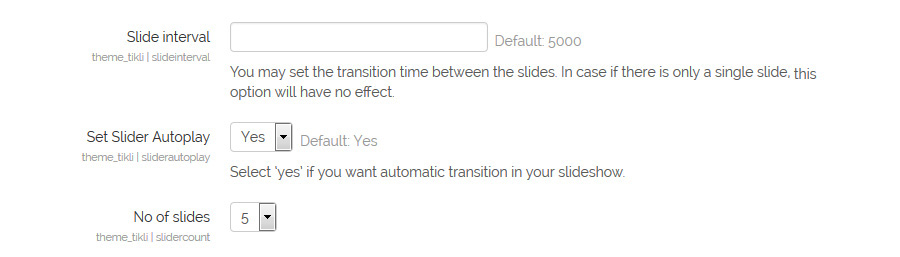 Slide interval
Default: 5000
theme_tikli | slideinterval
You may set the transition time between the slides. In case if there is only a single slide, this
option will have no effect.
Set Slider Autoplay
Yes
Default: Yes
theme_tikli | sliderautoplay
Select 'yes' if you want automatic transition in your slideshow.
No of slides
5
theme_tikli | slidercount